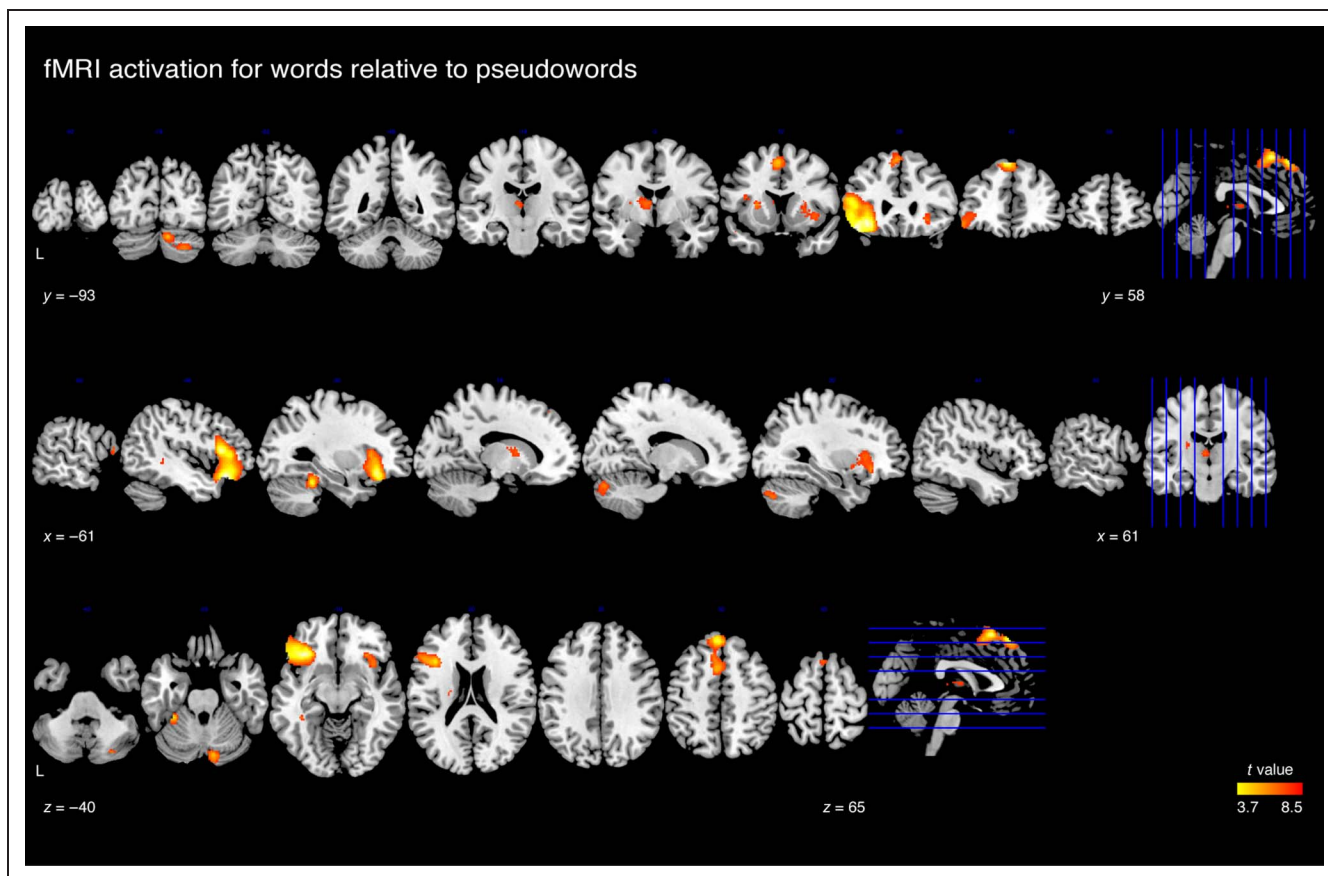 fMRI activation for words relative to pseudowords
L
y = −93
y = 58
x = −61
x = 61
L
z = −40
z = 65
t value
3.7 8.5